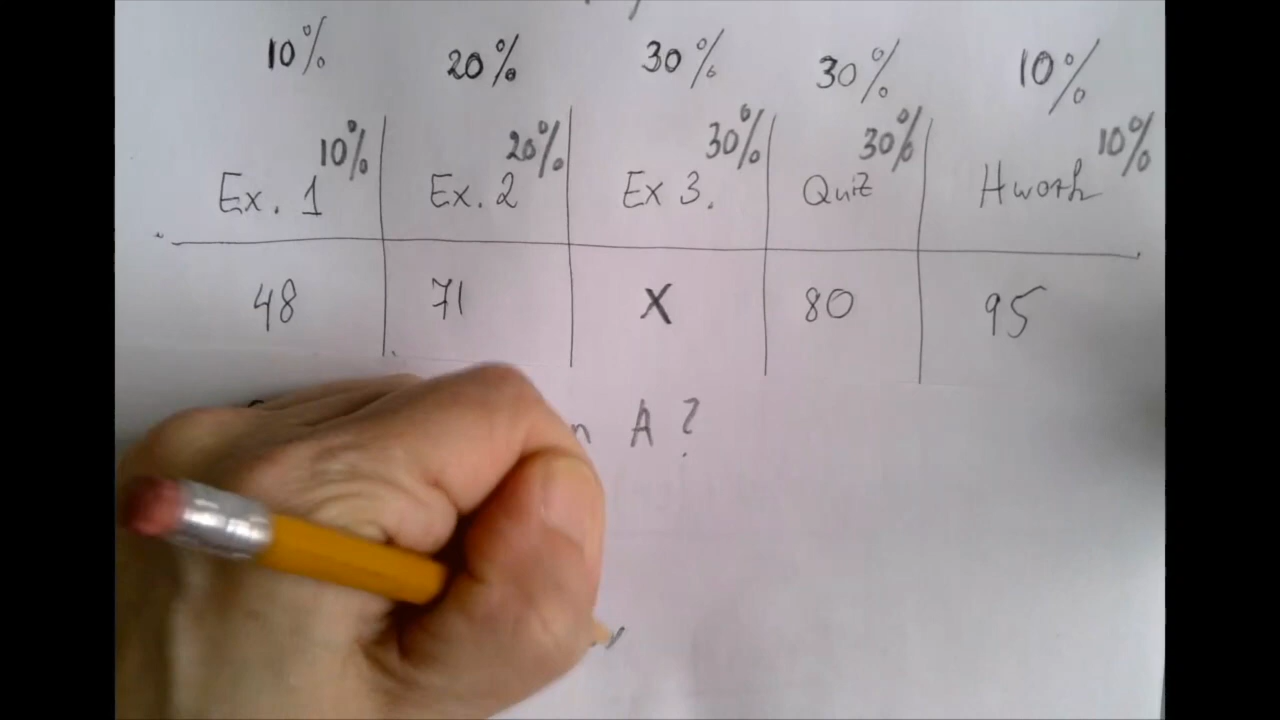 10% 20% 30% 30% 10%
10% 20% 30% 30% 10%
Ex. 1 Ex. 2 Ex 3. Quiz Hwork
48 71 X 80 95
n A ?